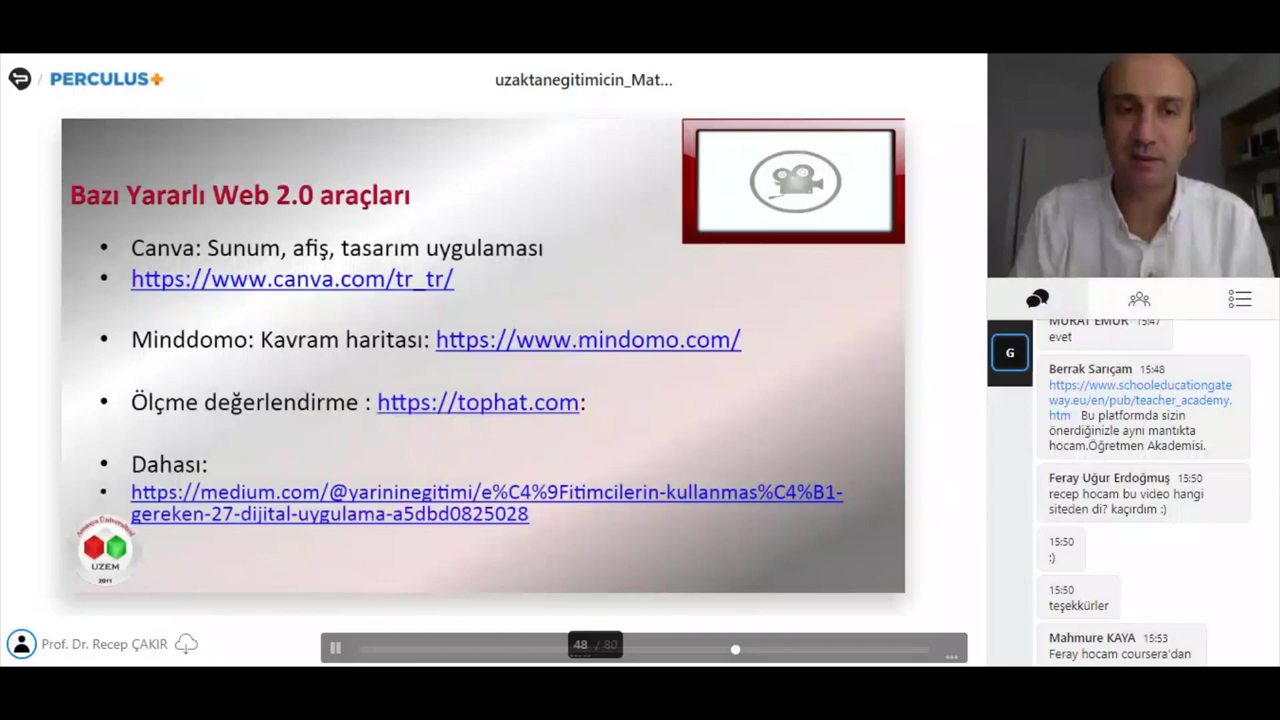 / PERCULUS+
uzaktanegitimicin_Mat...
Bazı Yararlı Web 2.0 araçları
• Canva: Sunum, afiş, tasarım uygulaması
• https://www.canva.com/tr_tr/
• Minddomo: Kavram haritası: https://www.mindomo.com/
• Ölçme değerlendirme : https://tophat.com:
• Dahası:
• https://medium.com/@yarininegitimi/e%C4%9Fitimcilerin-kullanmas%C4%B1-
gereken-27-dijital-uygulama-a5dbd0825028
Amasya Üniversitesi
UZEM
2011
Prof. Dr. Recep ÇAKIR
48 / 80
...
G
MURAT EMUR 15:47
evet
Berrak Sarıçam 15:48
https://www.schooleducationgate
way.eu/en/pub/teacher_academy.
htm Bu platformda sizin
önerdiğinizle aynı mantıkta
hocam.Öğretmen Akademisi.
Feray Uğur Erdoğmuş 15:50
recep hocam bu video hangi
siteden di? kaçırdım :)
15:50
;)
15:50
teşekkürler
Mahmure KAYA 15:53
Feray hocam coursera'dan